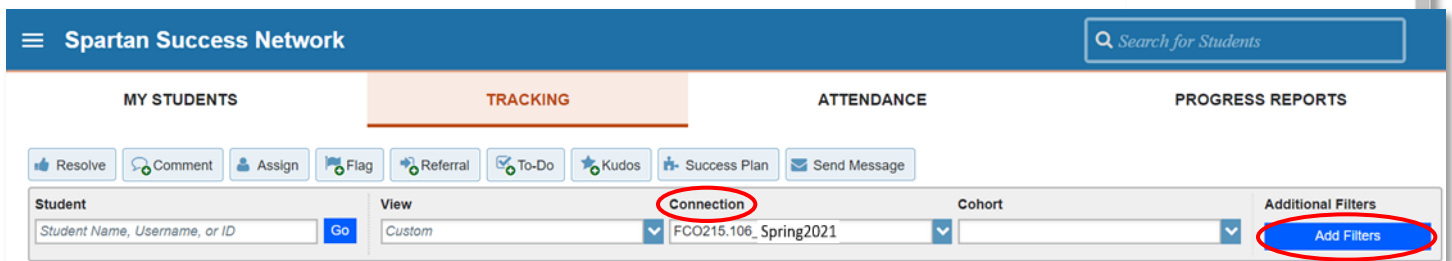 Spartan Success Network
Search for Students
MY STUDENTS TRACKING ATTENDANCE PROGRESS REPORTS
Resolve Comment Assign Flag Referral To-Do Kudos Success Plan Send Message
Student View Connection Cohort Additional Filters
Student Name, Username, or ID Go Custom FCO215.106_ Spring2021 Add Filters